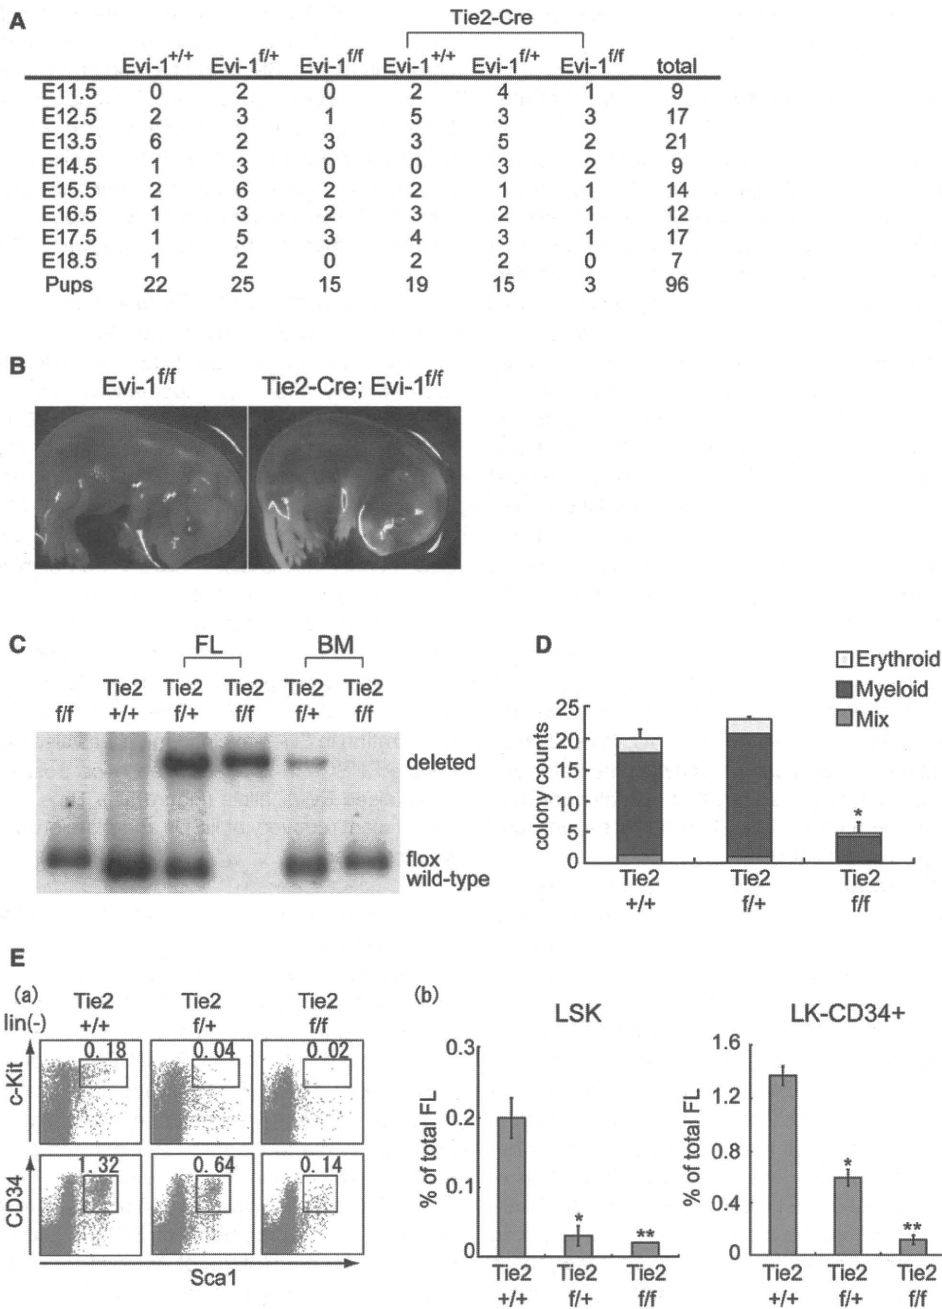 A
Tie2-Cre
Evi-1+/+ Evi-1f/+ Evi-1f/f Evi-1+/+ Evi-1f/+ Evi-1f/f total
E11.5 0 2 0 2 4 1 9
E12.5 2 3 1 5 3 3 17
E13.5 6 2 3 3 5 2 21
E14.5 1 3 0 0 3 2 9
E15.5 2 6 2 2 1 1 14
E16.5 1 3 2 3 2 1 12
E17.5 1 5 3 4 3 1 17
E18.5 1 2 0 2 2 0 7
Pups 22 25 15 19 15 3 96
B
Evi-1f/f Tie2-Cre; Evi-1f/f
C
FL BM
Tie2 Tie2 Tie2 Tie2 Tie2
f/f +/+ f/+ f/f f/+ f/f
deleted
flox
wild-type
D
Erythroid
Myeloid
Mix
colony counts
25
20
15
10
5
0
*
Tie2 Tie2 Tie2
+/+ f/+ f/f
E
(a)
Tie2 Tie2 Tie2
lin(-) +/+ f/+ f/f
c-Kit
0.18 0.04 0.02
CD34
1.32 0.64 0.14
Sca1
(b)
LSK
% of total FL
0.3
0.2
0.1
0
* **
Tie2 Tie2 Tie2
+/+ f/+ f/f
LK-CD34+
% of total FL
1.6
1.2
0.8
0.4
0
* **
Tie2 Tie2 Tie2
+/+ f/+ f/f